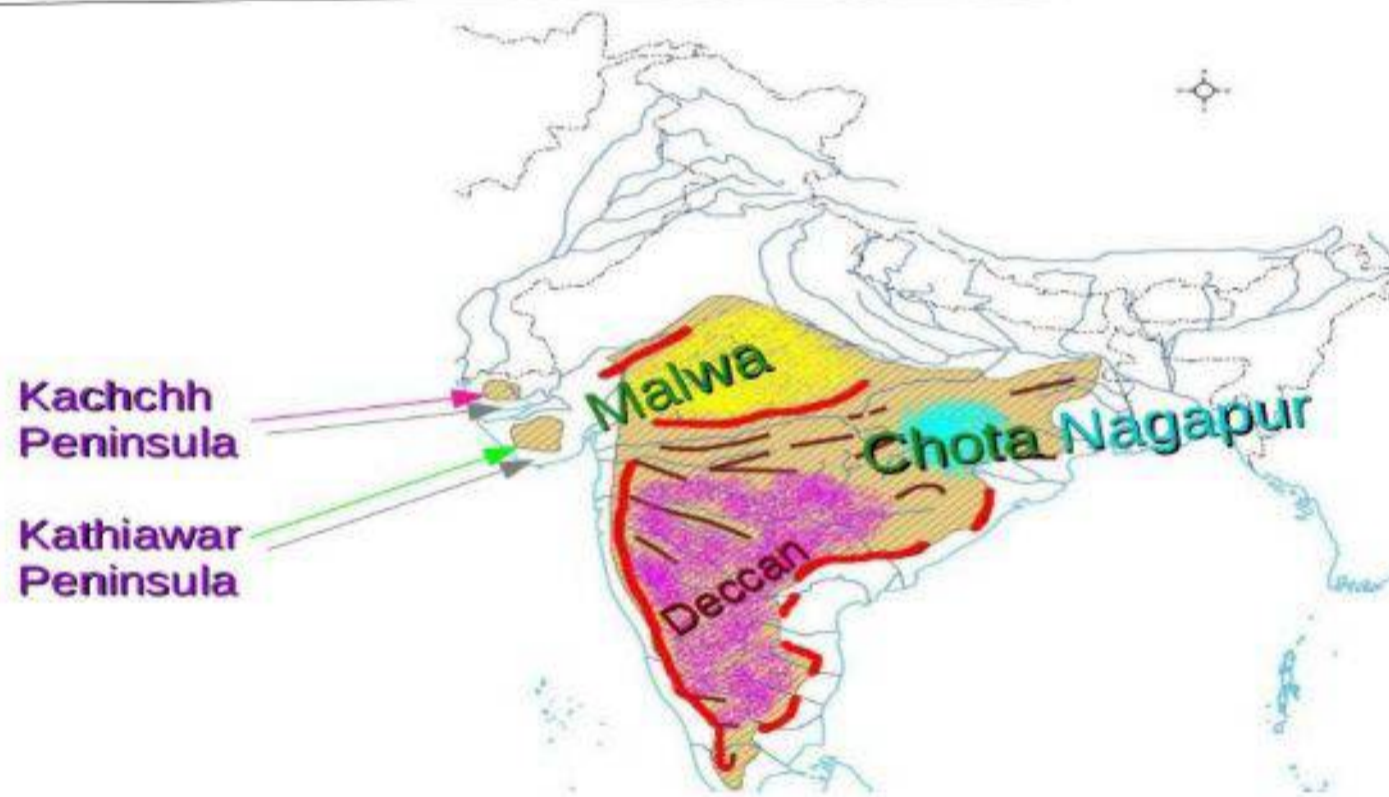 Malwa
Kachchh
Peninsula
Chota Nagapur
Kathiawar
Peninsula
Deccan